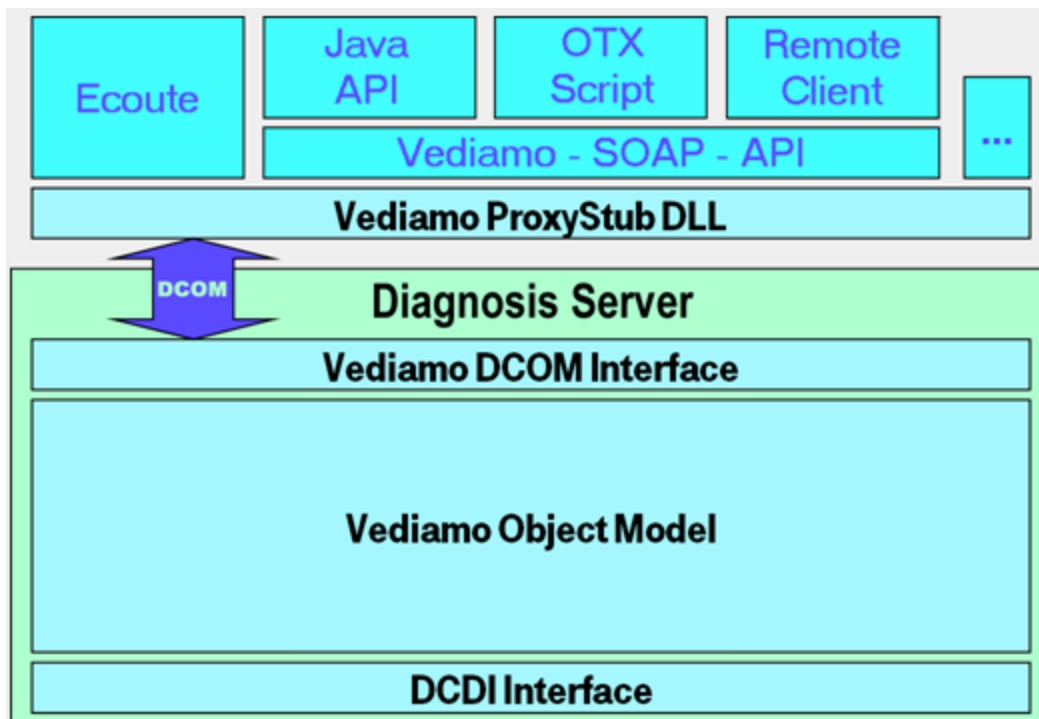 Ecoute
Java
API
OTX
Script
Remote
Client
...
Vediamo - SOAP - API
Vediamo ProxyStub DLL
DCOM
Diagnosis Server
Vediamo DCOM Interface
Vediamo Object Model
DCDI Interface